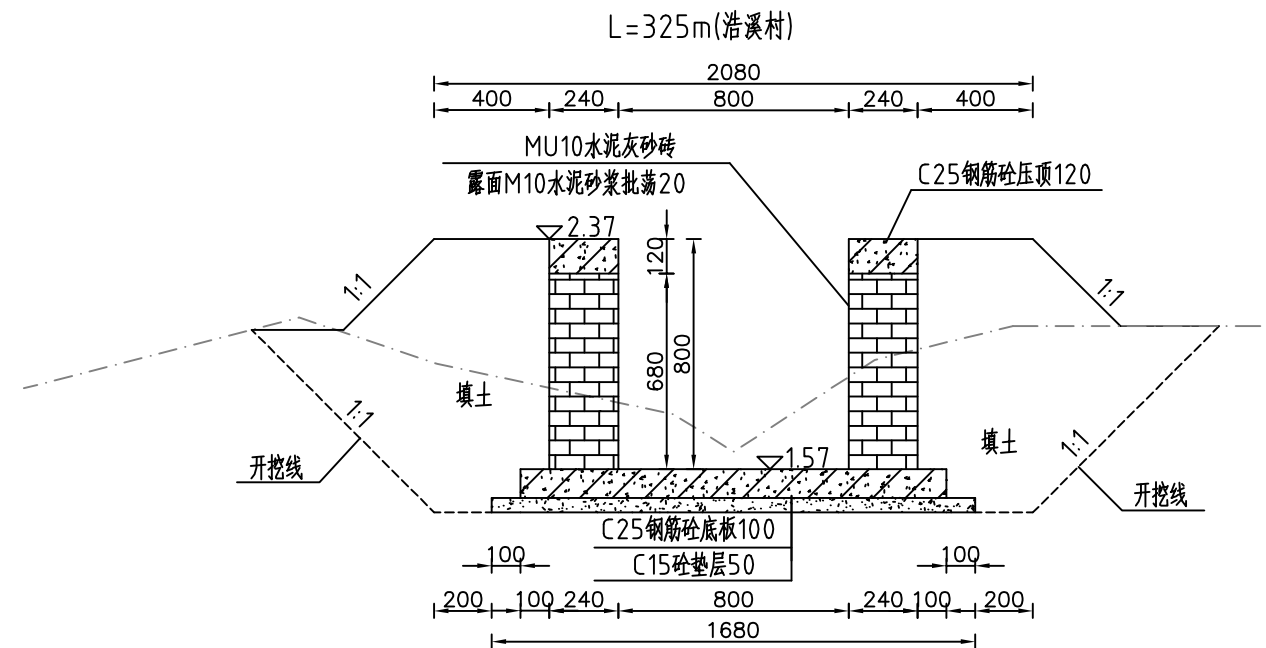 L=325m(浩溪村)
2080
400 240 800 240 400
MU10水泥灰砂砖
露面M10水泥砂浆批荡20
C25钢筋砼压顶120
2.37
120
1:1
1:1
680
800
填土
1:1
填土
1:1
1.57
开挖线
开挖线
C25钢筋砼底板100
C15砼垫层50
100
100
200 100 240 800 240 100 200
1680